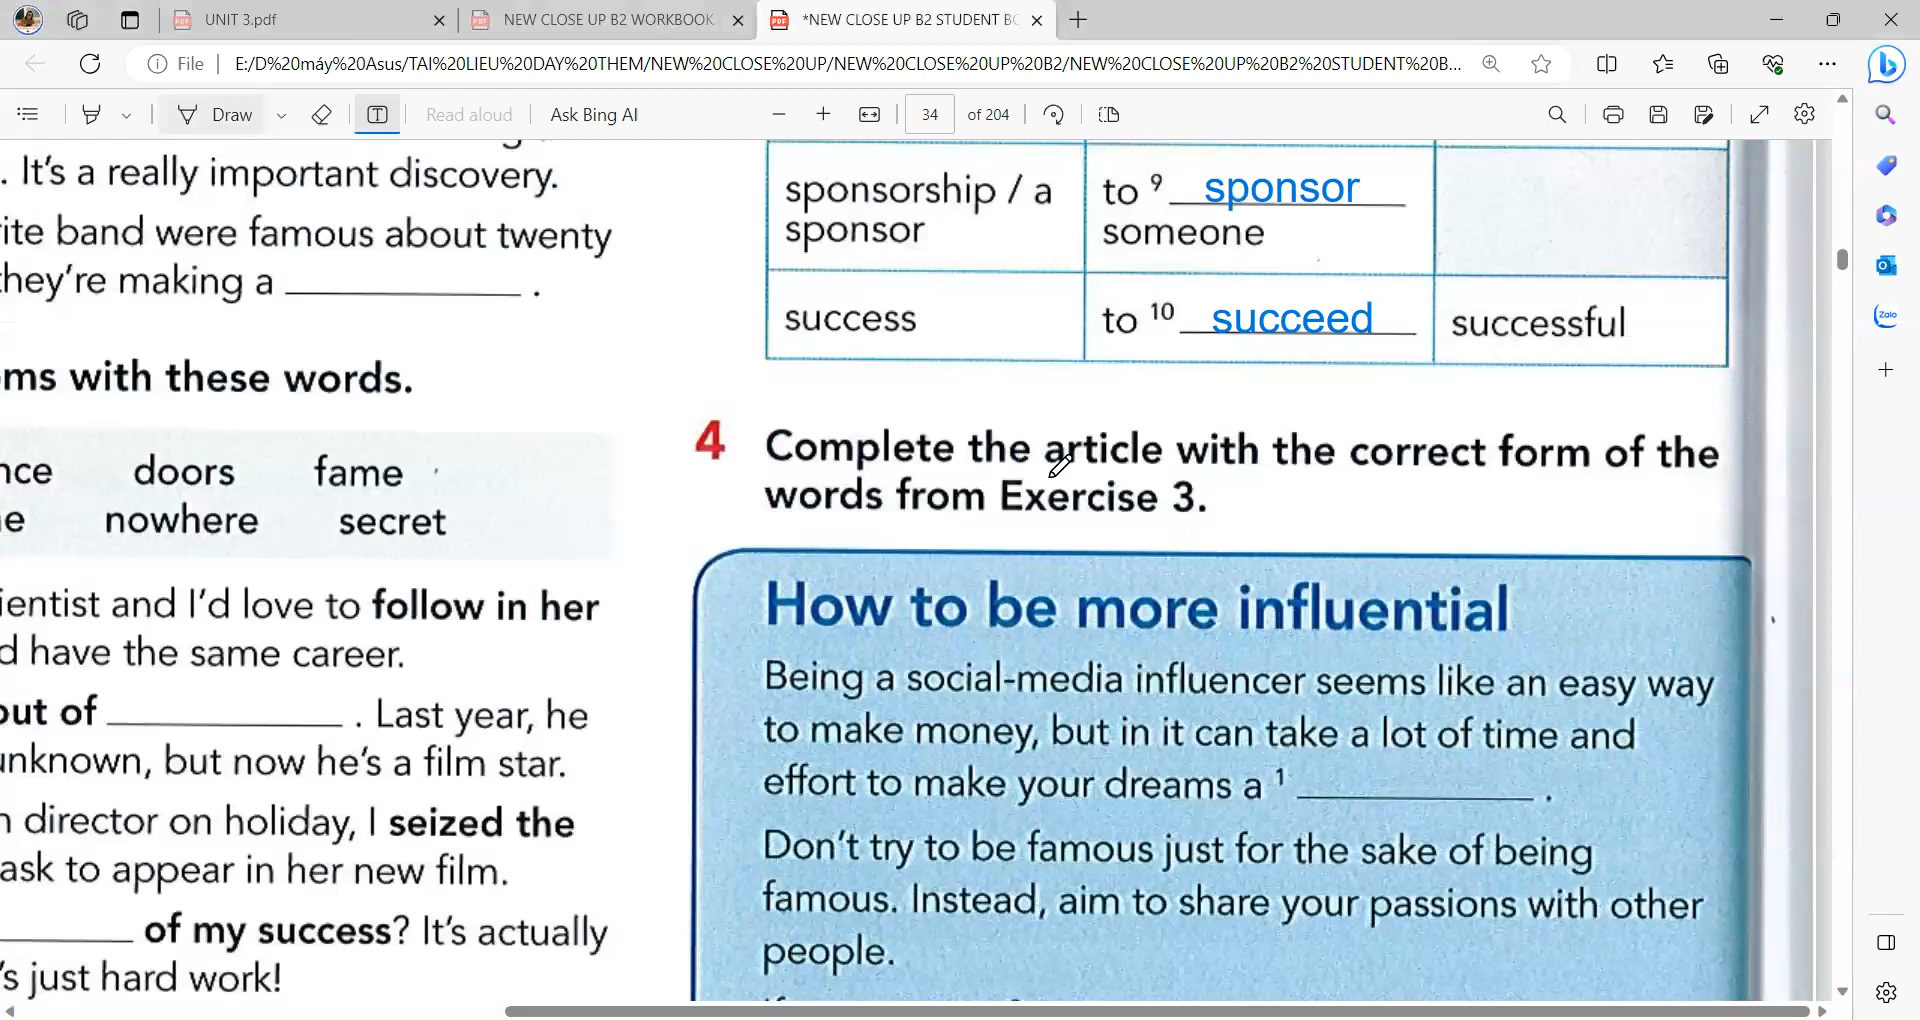 UNIT 3.pdf
NEW CLOSE UP B2 WORKBOOK
*NEW CLOSE UP B2 STUDENT BO
File
E:/D%20máy%20Asus/TAI%20LIEU%20DAY%20THEM/NEW%20CLOSE%20UP/NEW%20CLOSE%20UP%20B2/NEW%20CLOSE%20UP%20B2%20STUDENT%20B...
Draw
Read aloud
Ask Bing AI
34
of 204
. It's a really important discovery.
ite band were famous about twenty
they're making a ____________ .
ms with these words.
nce doors fame
e nowhere secret
ientist and I'd love to follow in her
d have the same career.
out of ____________ . Last year, he
unknown, but now he's a film star.
n director on holiday, I seized the
ask to appear in her new film.
_______ of my success? It's actually
's just hard work!
sponsorship / a
sponsor
to 9 sponsor
someone
success
to 10 succeed
successful
4 Complete the article with the correct form of the
words from Exercise 3.
How to be more influential
Being a social-media influencer seems like an easy way
to make money, but in it can take a lot of time and
effort to make your dreams a 1 ____________ .
Don't try to be famous just for the sake of being
famous. Instead, aim to share your passions with other
people.
Zalo